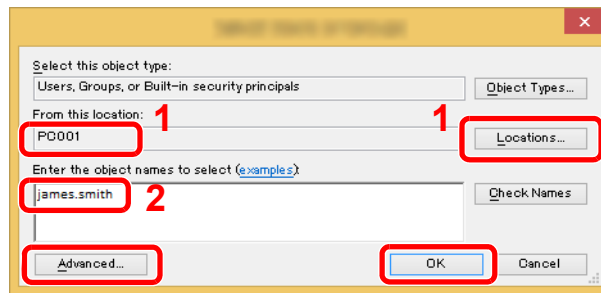 Select this object type:
Users, Groups, or Built-in security principals
Object Types...
From this location:
1
1
PC001
Locations...
Enter the object names to select (examples):
james.smith
2
Check Names
Advanced...
OK
Cancel